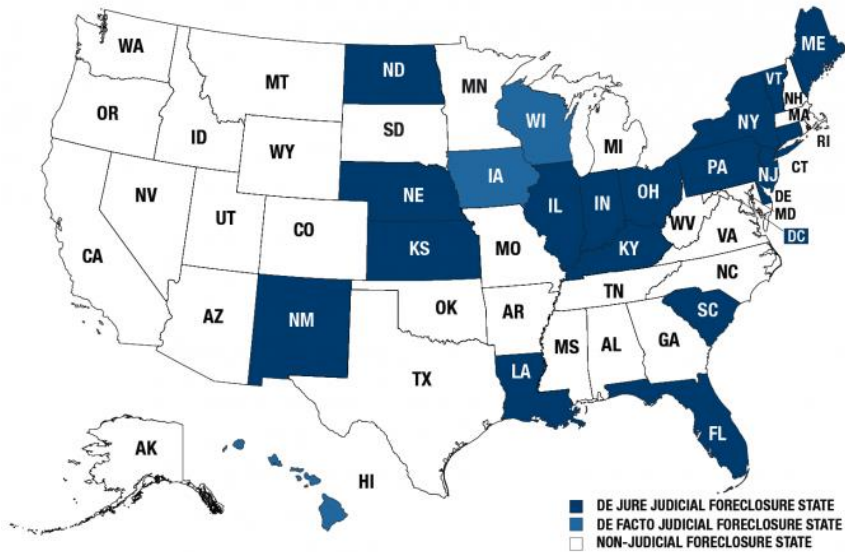 WA
MT
ND
MN
ME
VT
NH
OR
ID
SD
WI
NY
MA
WY
MI
RI
NV
NE
IA
PA
NJ
CT
UT
CO
IL
IN
OH
DE
WV
MD
CA
KS
MO
KY
VA
DC
AZ
NM
OK
AR
TN
NC
SC
TX
LA
MS
AL
GA
FL
AK
HI
DE JURE JUDICIAL FORECLOSURE STATE
DE FACTO JUDICIAL FORECLOSURE STATE
NON-JUDICIAL FORECLOSURE STATE